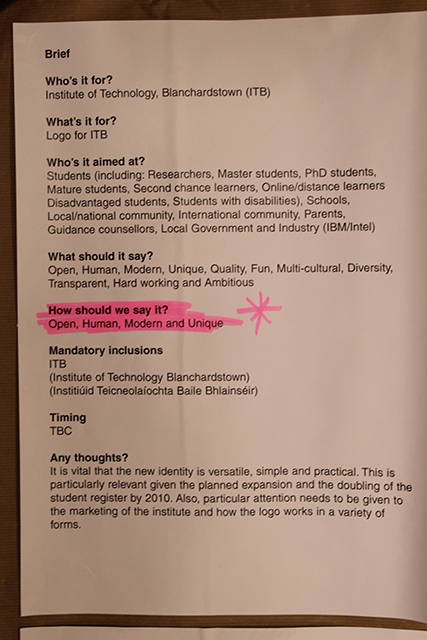 Brief
Who's it for?
Institute of Technology, Blanchardstown (ITB)
What's it for?
Logo for ITB
Who's it aimed at?
Students (including: Researchers, Master students, PhD students,
Mature students, Second chance learners, Online/distance learners
Disadvantaged students, Students with disabilities), Schools,
Local/national community, International community, Parents,
Guidance counsellors, Local Government and Industry (IBM/Intel)
What should it say?
Open, Human, Modern, Unique, Quality, Fun, Multi-cultural, Diversity,
Transparent, Hard working and Ambitious
How should we say it?
Open, Human, Modern and Unique
Mandatory inclusions
ITB
(Institute of Technology Blanchardstown)
(Institiúid Teicneolaíochta Baile Bhlainséir)
Timing
TBC
Any thoughts?
It is vital that the new identity is versatile, simple and practical. This is
particularly relevant given the planned expansion and the doubling of the
student register by 2010. Also, particular attention needs to be given to
the marketing of the institute and how the logo works in a variety of
forms.